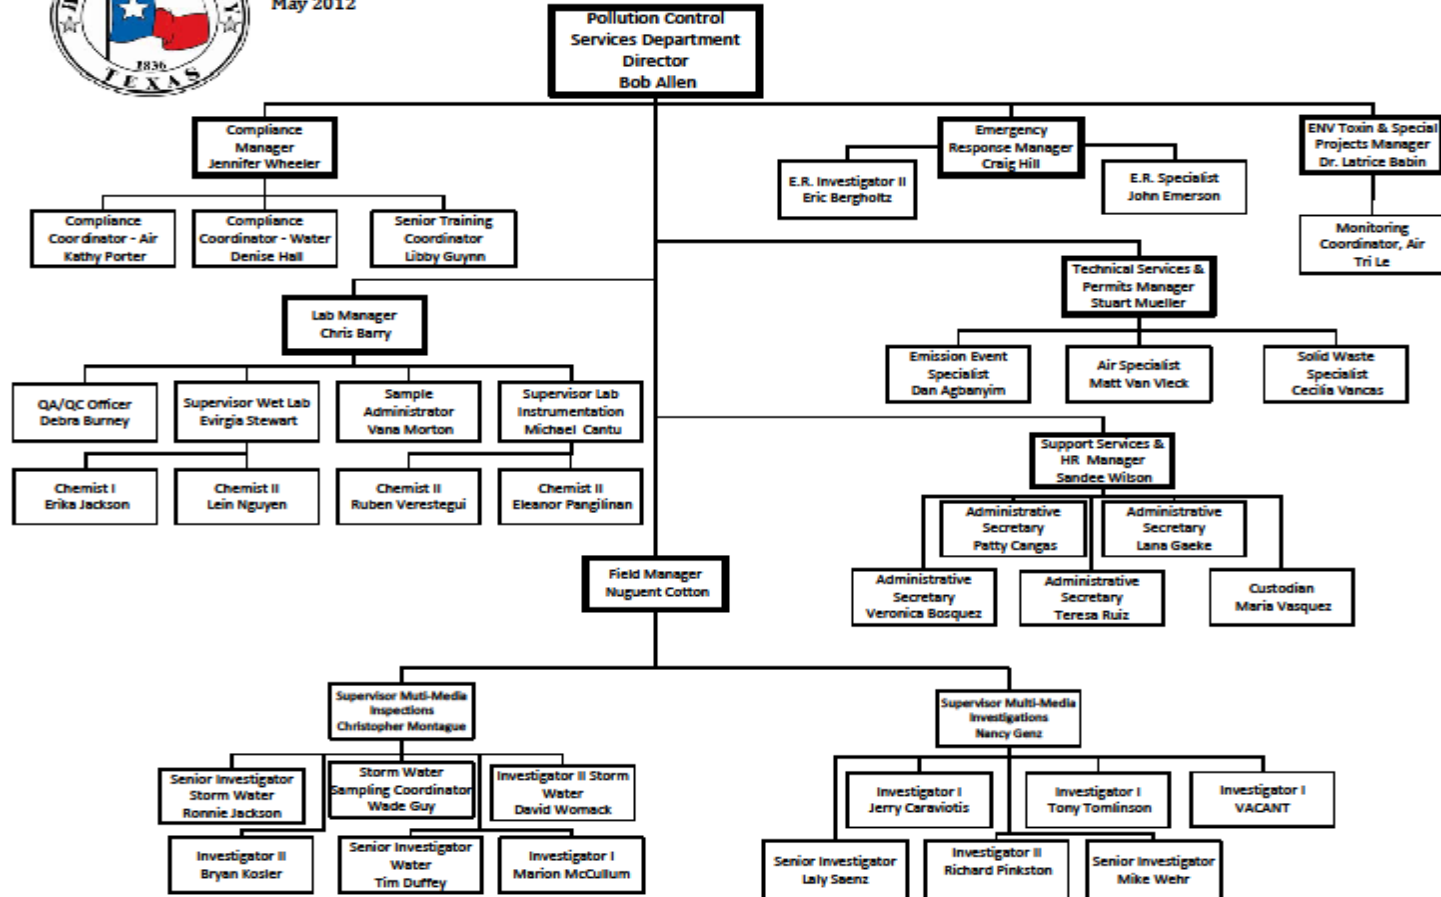 May 2012
1836
TEXAS
Pollution Control
Services Department
Director
Bob Allen
Compliance
Manager
Jennifer Wheeler
Emergency
Response Manager
Craig Hill
ENV Toxin & Special
Projects Manager
Dr. Latrice Babin
E.R. Investigator II
Eric Bergholtz
E.R. Specialist
John Emerson
Compliance
Coordinator - Air
Kathy Porter
Compliance
Coordinator - Water
Denise Hall
Senior Training
Coordinator
Libby Guynn
Monitoring
Coordinator, Air
Tri Le
Technical Services &
Permits Manager
Stuart Mueller
Lab Manager
Chris Barry
Emission Event
Specialist
Dan Agbanyim
Air Specialist
Matt Van Vleck
Solid Waste
Specialist
Cecilia Vancas
QA/QC Officer
Debra Burney
Supervisor Wet Lab
Evirgia Stewart
Sample
Administrator
Vana Morton
Supervisor Lab
Instrumentation
Michael Cantu
Support Services &
HR Manager
Sandee Wilson
Chemist I
Erika Jackson
Chemist II
Lein Nguyen
Chemist II
Ruben Verestegui
Chemist II
Eleanor Pangilinan
Administrative
Secretary
Patty Cangas
Administrative
Secretary
Lana Gaeke
Field Manager
Nuguent Cotton
Administrative
Secretary
Veronica Bosquez
Administrative
Secretary
Teresa Ruiz
Custodian
Maria Vasquez
Supervisor Muti-Media
Inspections
Christopher Montague
Supervisor Multi-Media
Investigations
Nancy Genz
Senior Investigator
Storm Water
Ronnie Jackson
Storm Water
Sampling Coordinator
Wade Guy
Investigator II Storm
Water
David Womack
Investigator I
Jerry Caraviotis
Investigator I
Tony Tomlinson
Investigator I
VACANT
Investigator II
Bryan Kosler
Senior Investigator
Water
Tim Duffey
Investigator I
Marion McCullum
Senior Investigator
Laly Saenz
Investigator II
Richard Pinkston
Senior Investigator
Mike Wehr